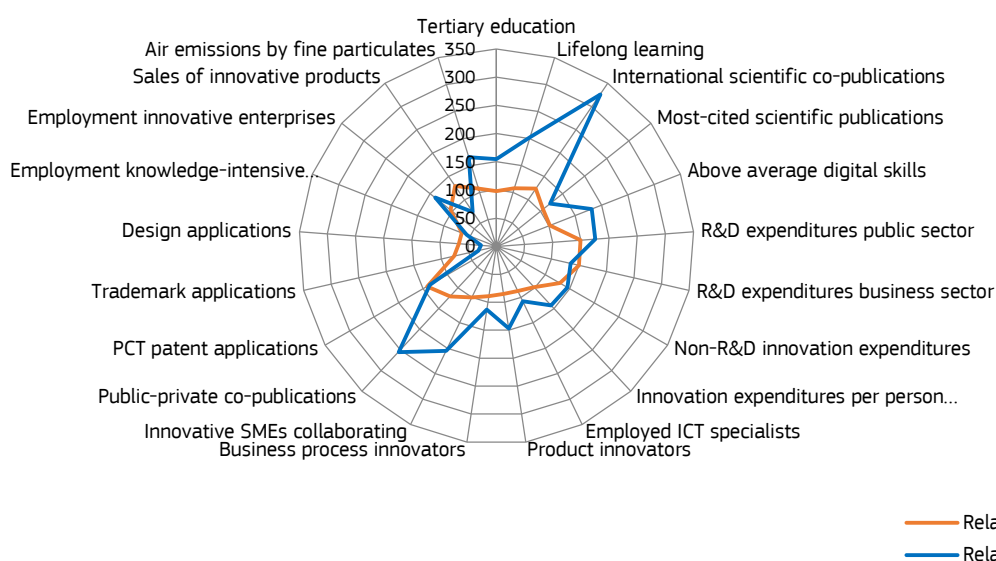 Tertiary education
Air emissions by fine particulates
350
Lifelong learning
Sales of innovative products
300
International scientific co-publications
Employment innovative enterprises
250
Most-cited scientific publications
200
Employment knowledge-intensive...
150
Above average digital skills
100
Design applications
50
R&D expenditures public sector
0
Trademark applications
R&D expenditures business sector
PCT patent applications
Non-R&D innovation expenditures
Public-private co-publications
Innovation expenditures per person...
Innovative SMEs collaborating
Employed ICT specialists
Business process innovators
Product innovators
Rela
Rela